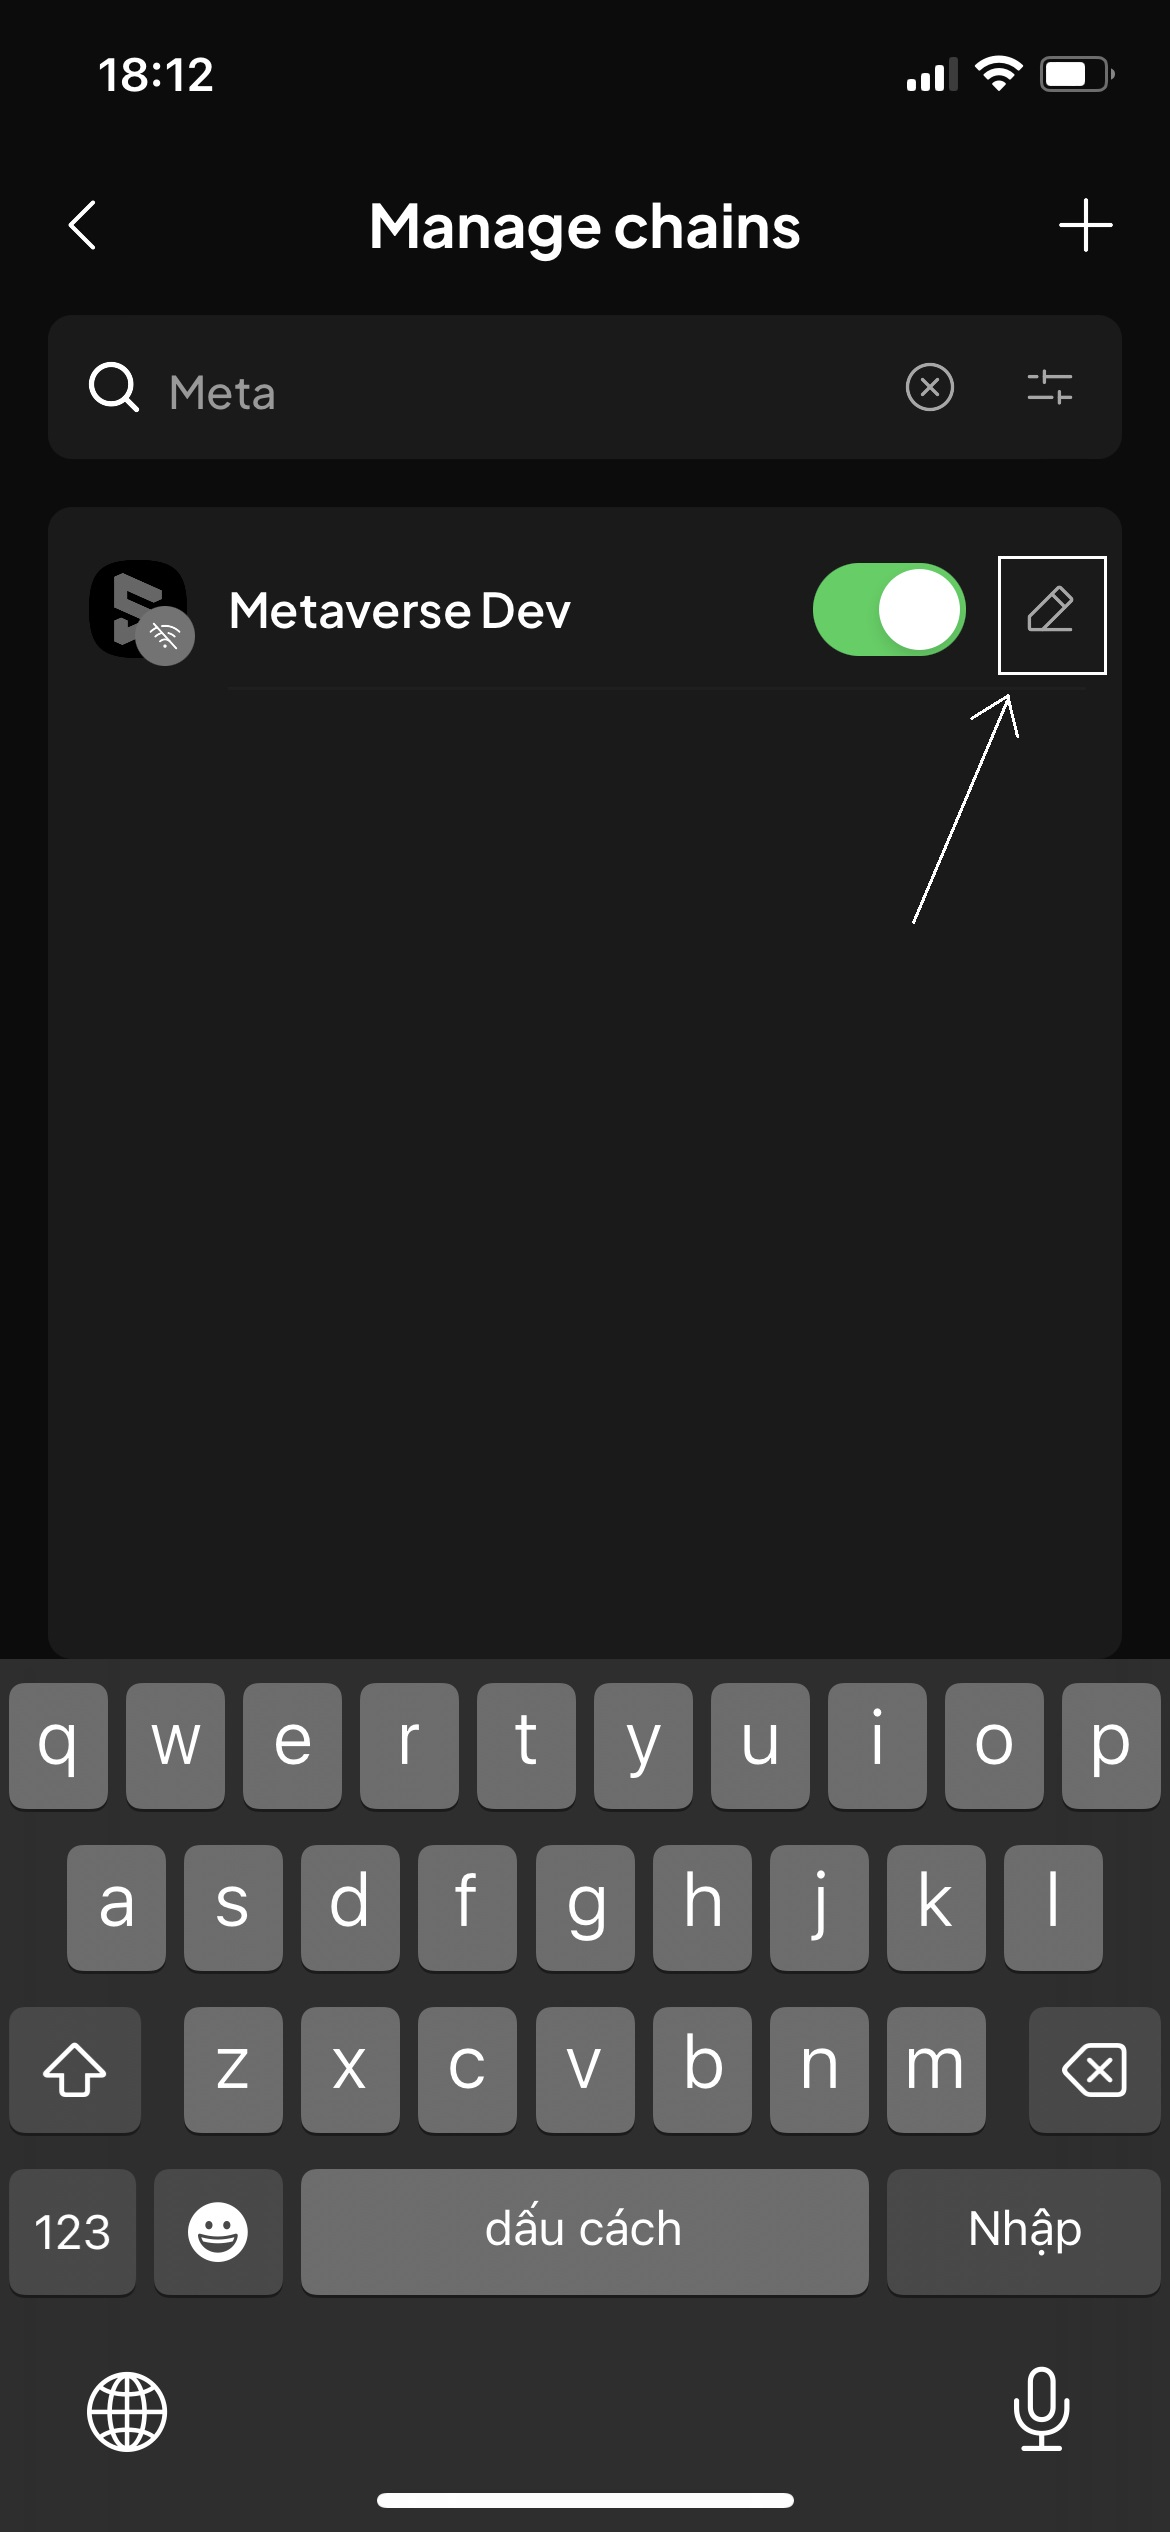 18:12
Manage chains
Meta
Metaverse Dev
q w e r t y u i o p
a s d f g h j k l
z x c v b n m
123 dấu cách Nhập